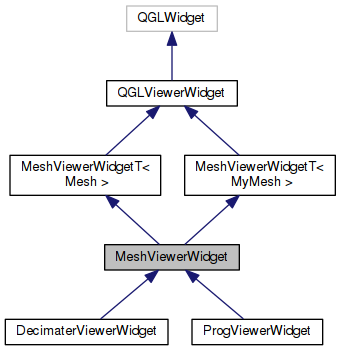 QGLWidget
QGLViewerWidget
MeshViewerWidgetT<
Mesh >
MeshViewerWidgetT<
MyMesh >
MeshViewerWidget
DecimaterViewerWidget
ProgViewerWidget